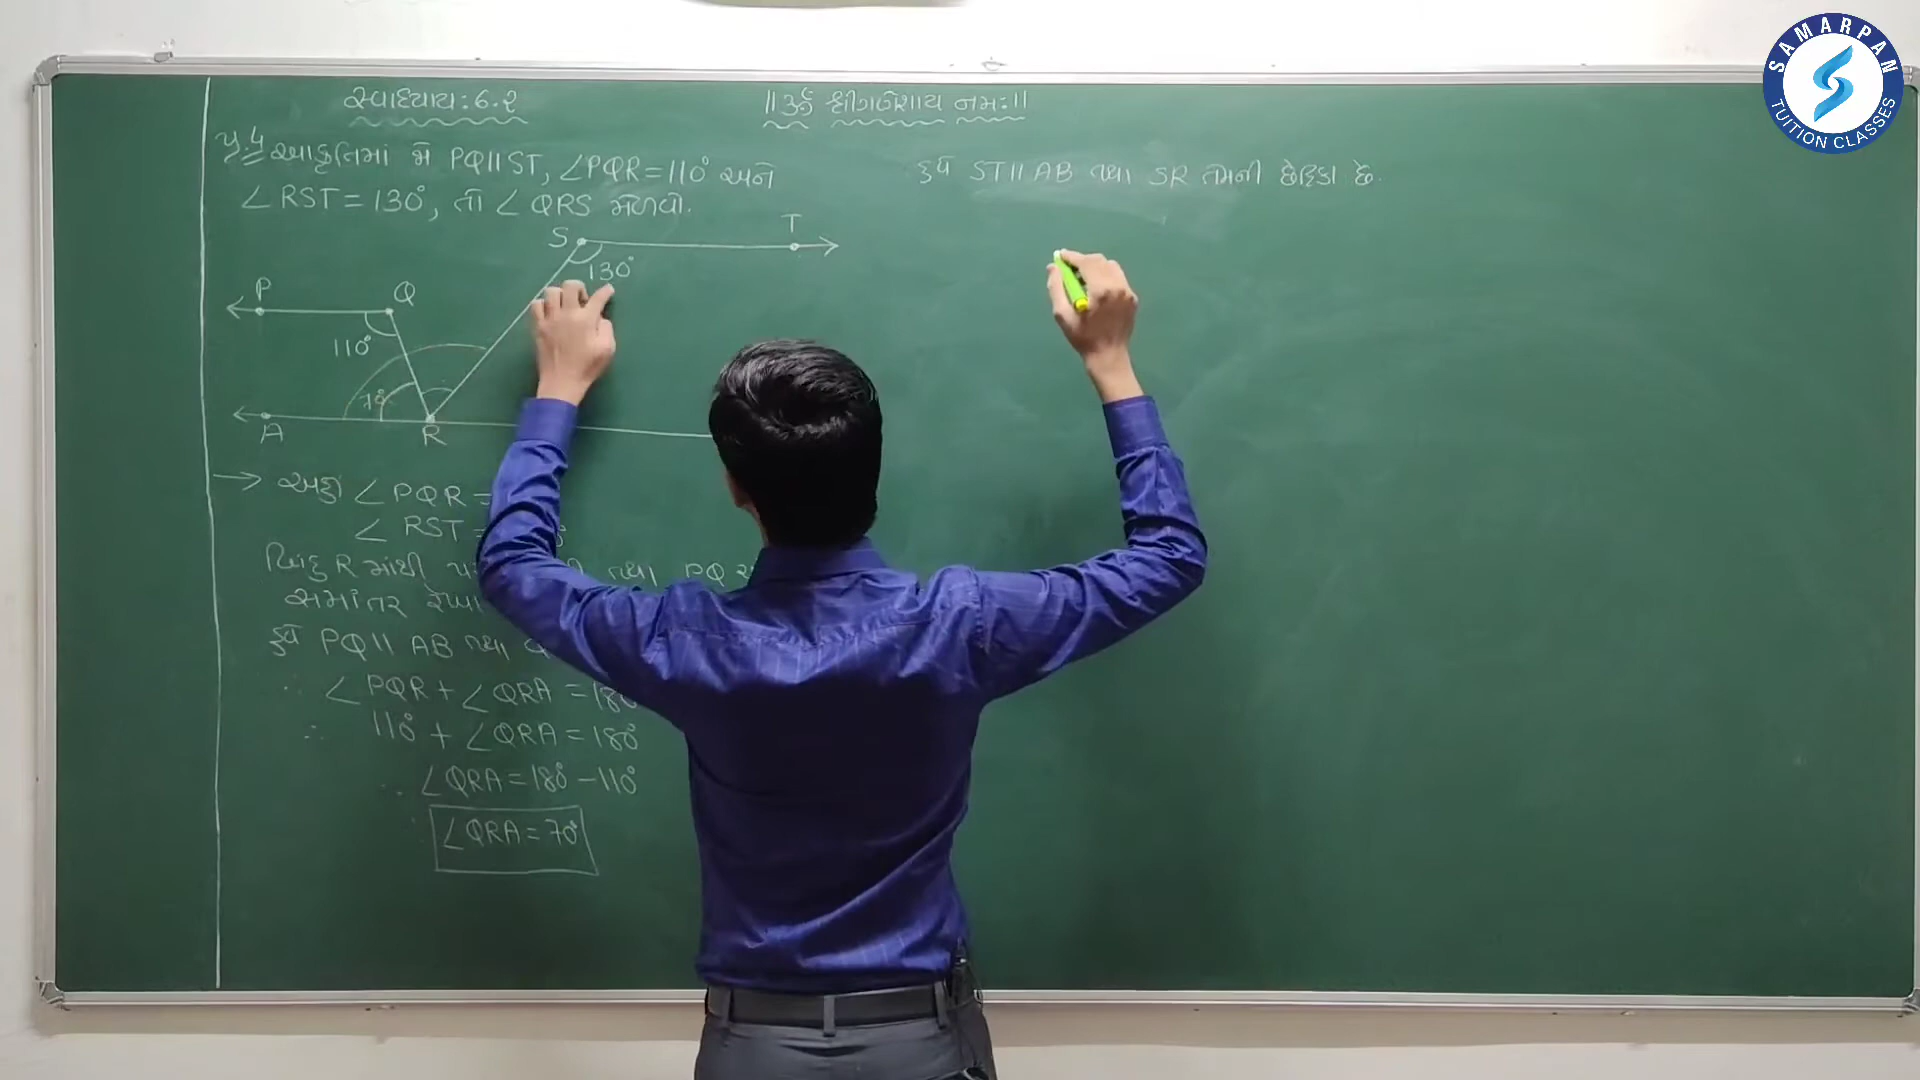 સ્વાધ્યાય: 6.2
॥ ૐ શ્રી ગણેશાય નમઃ ॥
પ્ર.4 આકૃતિમાં જો PQ∥ST, ∠PQR=110° અને
∠RST = 130°, તો ∠QRS મેળવો.
S T
130°
P Q
110°
70°
A R
→ અહીં ∠PQR =
∠RST =
બિંદુ R માંથી તથા PQ
સમાંતર રેખા
હવે PQ∥AB તથા
∴ ∠PQR + ∠QRA = 180
∴ 110° + ∠QRA = 180°
∴ ∠QRA = 180° − 110°
∴ ∠QRA = 70°
હવે ST∥AB તથા SR તેમની છેદિકા છે.
SAMARPAN
TUITION CLASSES